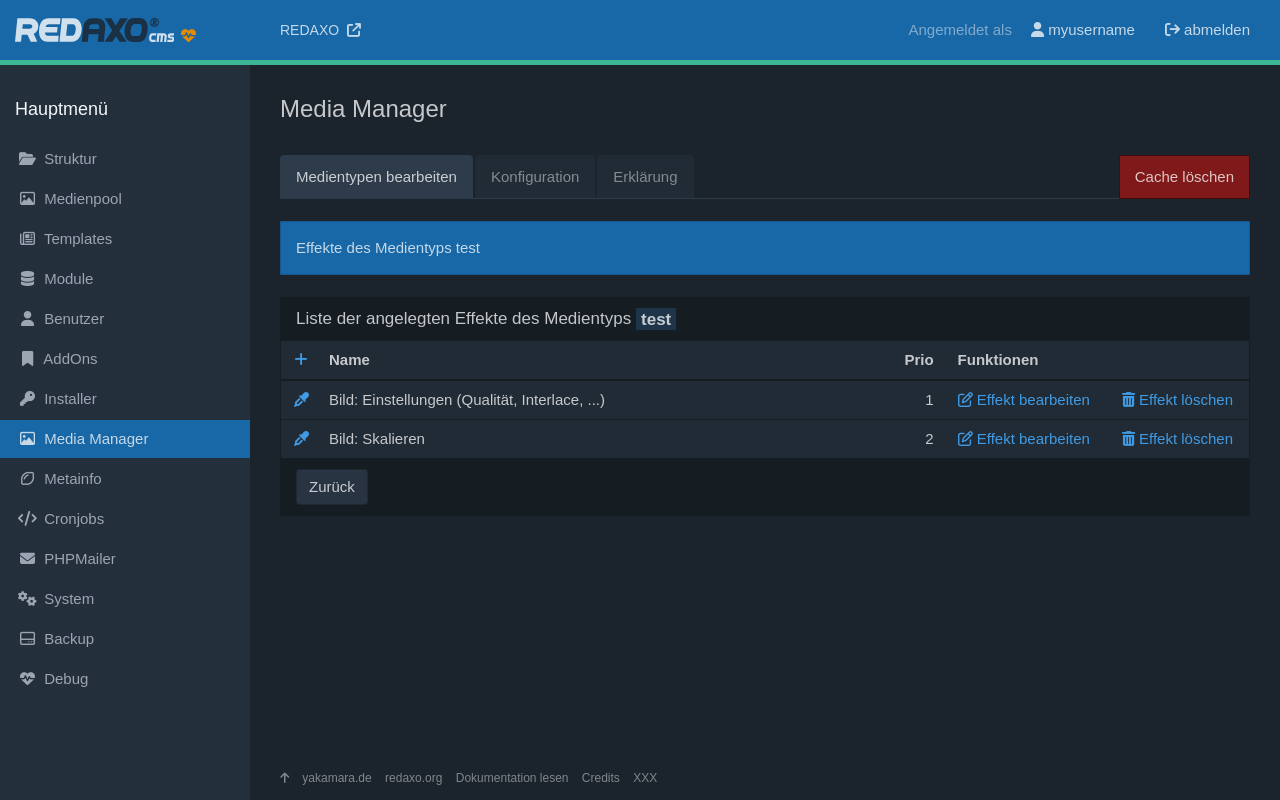 REDAXO® cms
REDAXO
Angemeldet als myusername abmelden
Hauptmenü
Struktur
Medienpool
Templates
Module
Benutzer
AddOns
Installer
Media Manager
Metainfo
Cronjobs
PHPMailer
System
Backup
Debug
Media Manager
Medientypen bearbeiten Konfiguration Erklärung Cache löschen
Effekte des Medientyps test
Liste der angelegten Effekte des Medientyps test
Name Prio Funktionen
Bild: Einstellungen (Qualität, Interlace, ...) 1 Effekt bearbeiten Effekt löschen
Bild: Skalieren 2 Effekt bearbeiten Effekt löschen
Zurück
yakamara.de redaxo.org Dokumentation lesen Credits XXX